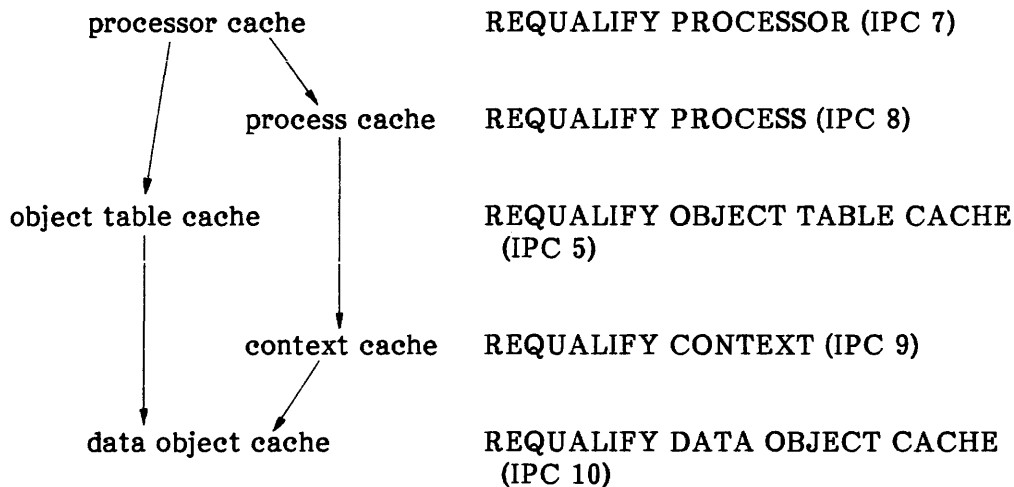 processor cache REQUALIFY PROCESSOR (IPC 7)
process cache REQUALIFY PROCESS (IPC 8)
object table cache REQUALIFY OBJECT TABLE CACHE
(IPC 5)
context cache REQUALIFY CONTEXT (IPC 9)
data object cache REQUALIFY DATA OBJECT CACHE
(IPC 10)